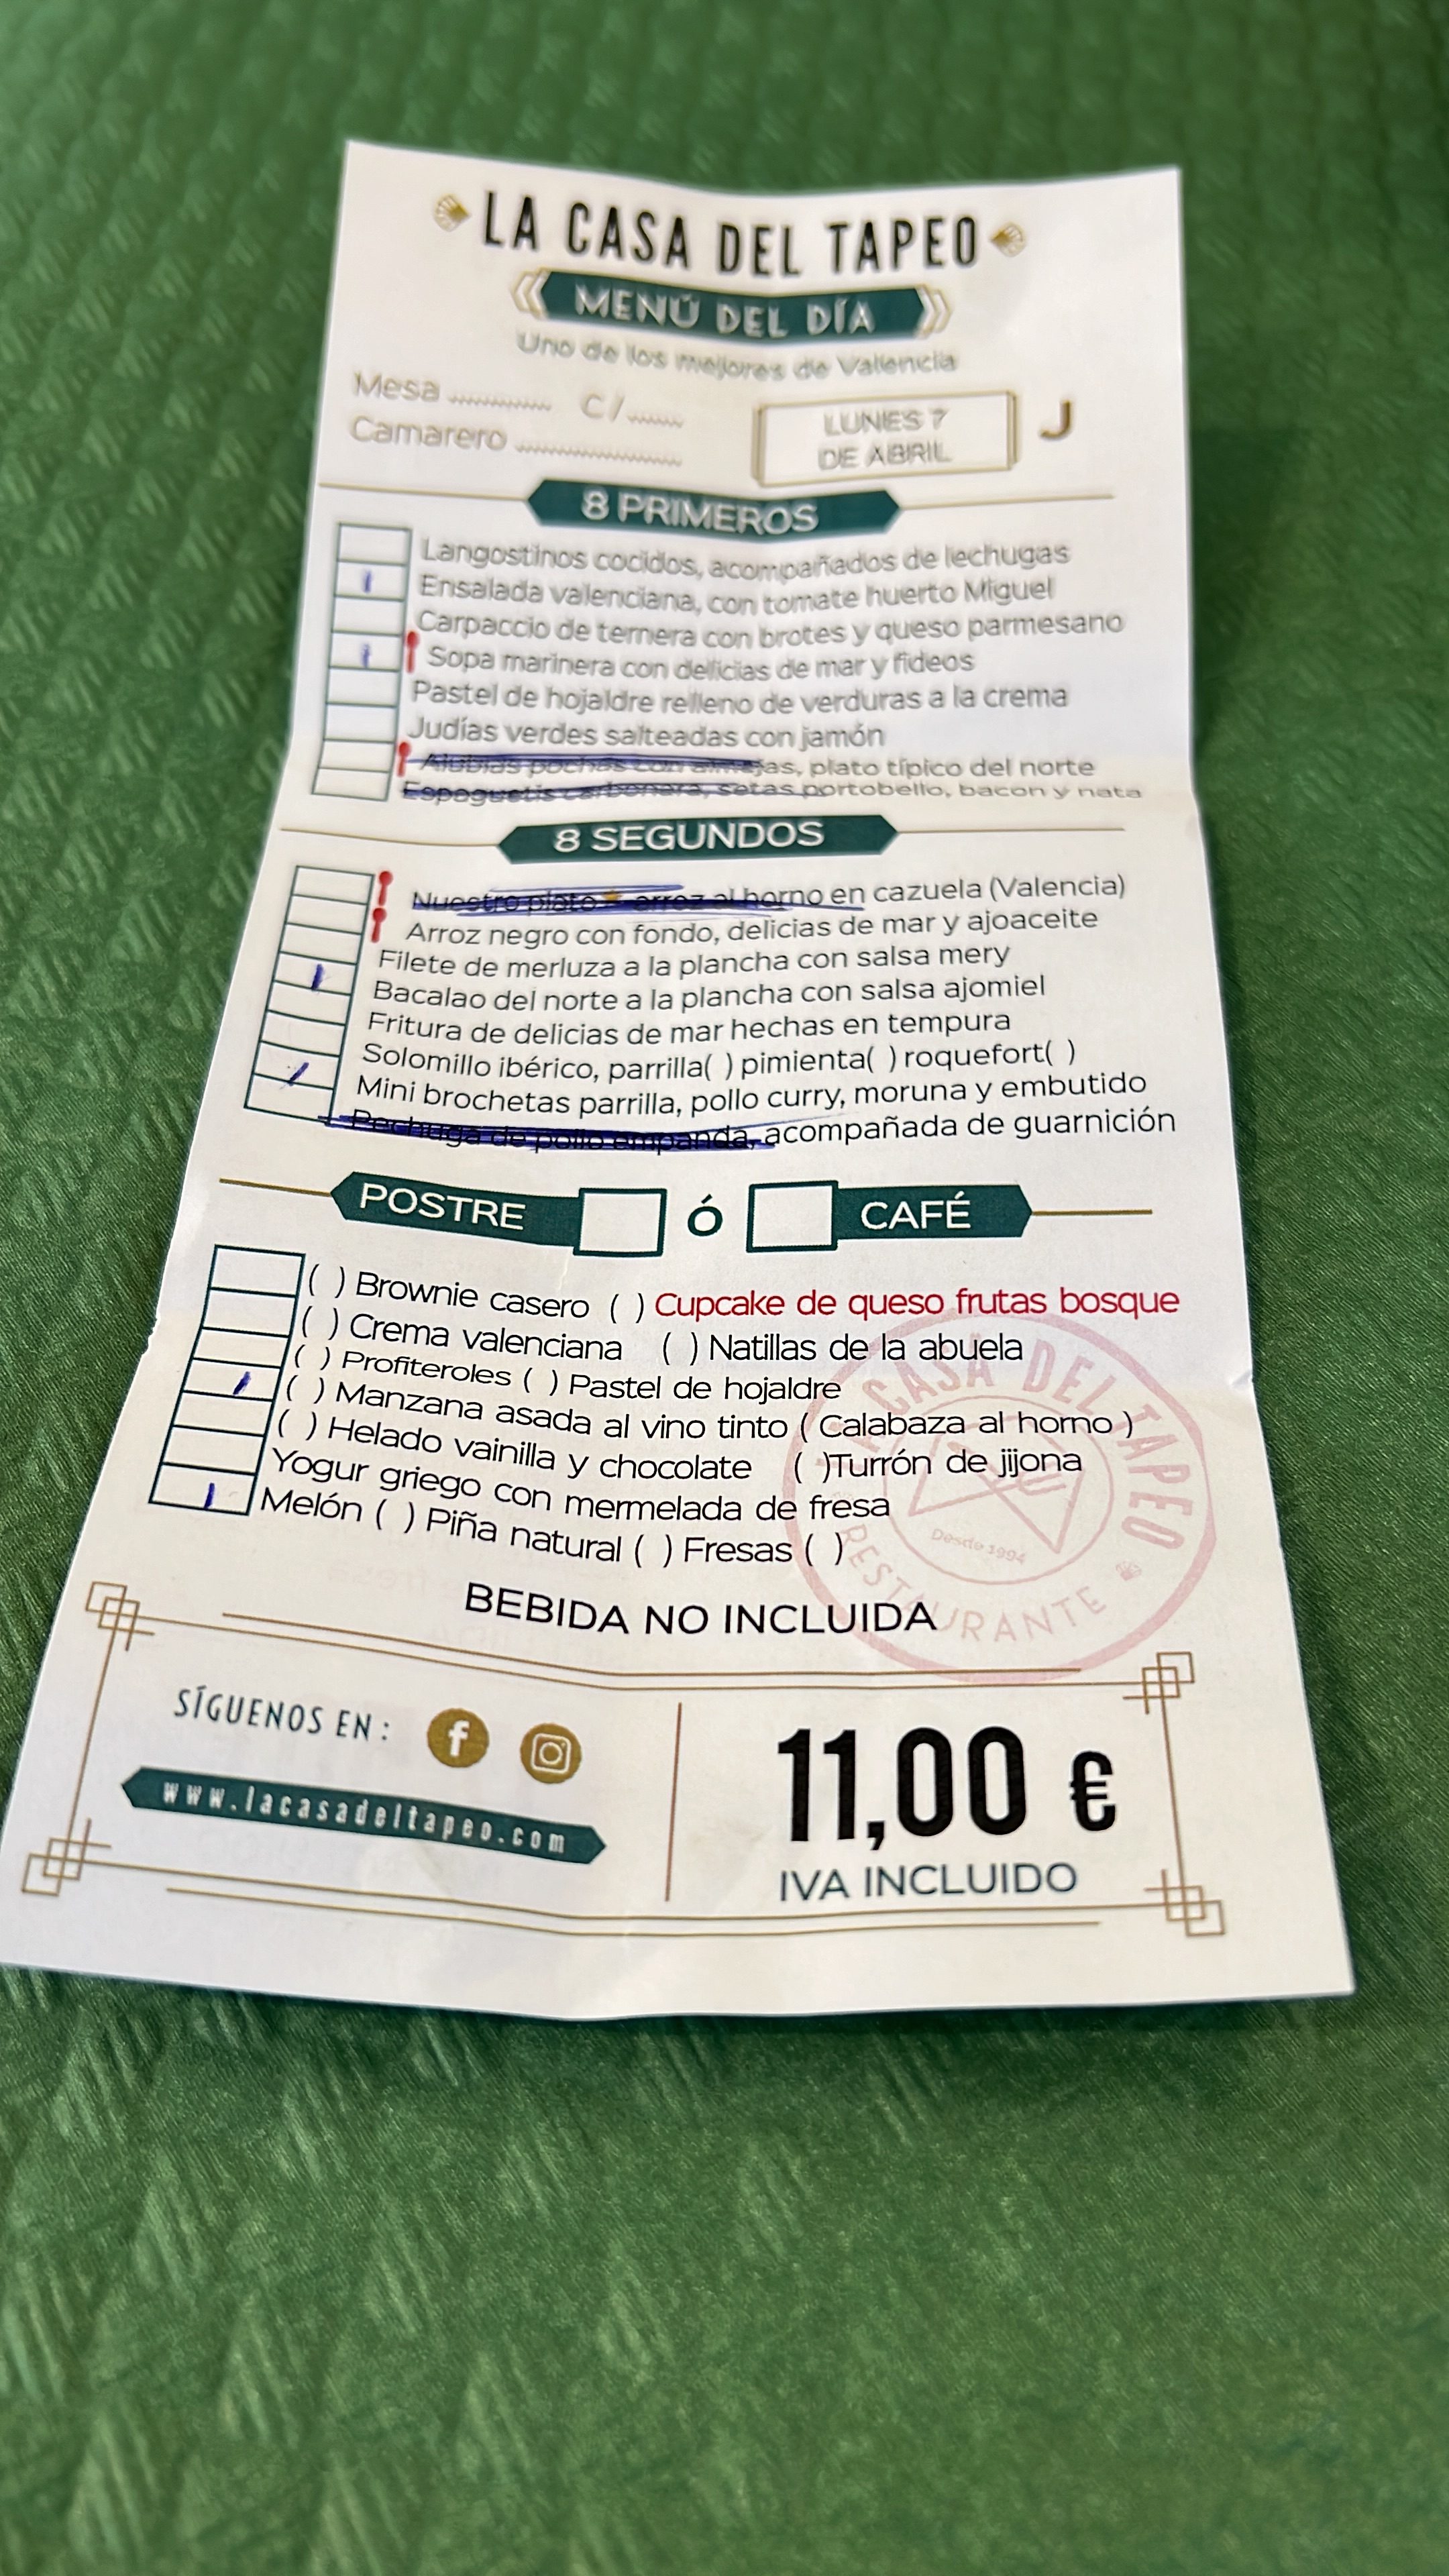 LA CASA DEL TAPEO
MENÚ DEL DÍA
Uno de los mejores de Valencia
Mesa ............ C/ ......
Camarero ..................
LUNES 7
DE ABRIL
J
8 PRIMEROS
Langostinos cocidos, acompañados de lechugas
Ensalada valenciana, con tomate huerto Miguel
Carpaccio de ternera con brotes y queso parmesano
Sopa marinera con delicias de mar y fideos
Pastel de hojaldre relleno de verduras a la crema
Judías verdes salteadas con jamón
Alubias pochas con almejas, plato típico del norte
Espaguetis carbonara, setas portobello, bacon y nata
8 SEGUNDOS
Nuestro plato ★ arroz al horno en cazuela (Valencia)
Arroz negro con fondo, delicias de mar y ajoaceite
Filete de merluza a la plancha con salsa mery
Bacalao del norte a la plancha con salsa ajomiel
Fritura de delicias de mar hechas en tempura
Solomillo ibérico, parrilla( ) pimienta( ) roquefort( )
Mini brochetas parrilla, pollo curry, moruna y embutido
Pechuga de pollo empanda, acompañada de guarnición
POSTRE ó CAFÉ
( ) Brownie casero ( ) Cupcake de queso frutas bosque
( ) Crema valenciana ( ) Natillas de la abuela
( ) Profiteroles ( ) Pastel de hojaldre
( ) Manzana asada al vino tinto ( Calabaza al horno )
( ) Helado vainilla y chocolate ( )Turrón de jijona
Yogur griego con mermelada de fresa
Melón ( ) Piña natural ( ) Fresas ( )
LA CASA DEL TAPEO
Desde 1994
RESTAURANTE
BEBIDA NO INCLUIDA
SÍGUENOS EN :
www.lacasadeltapeo.com
11,00 €
IVA INCLUIDO